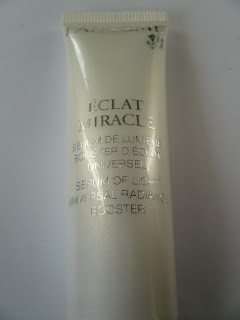 ÉCLAT
MIRACLE
SÉRUM DE LUMIÈRE
BOOSTER D'ÉCLAT
UNIVERSEL
SERUM OF LIGHT
UNIVERSAL RADIANCE
BOOSTER